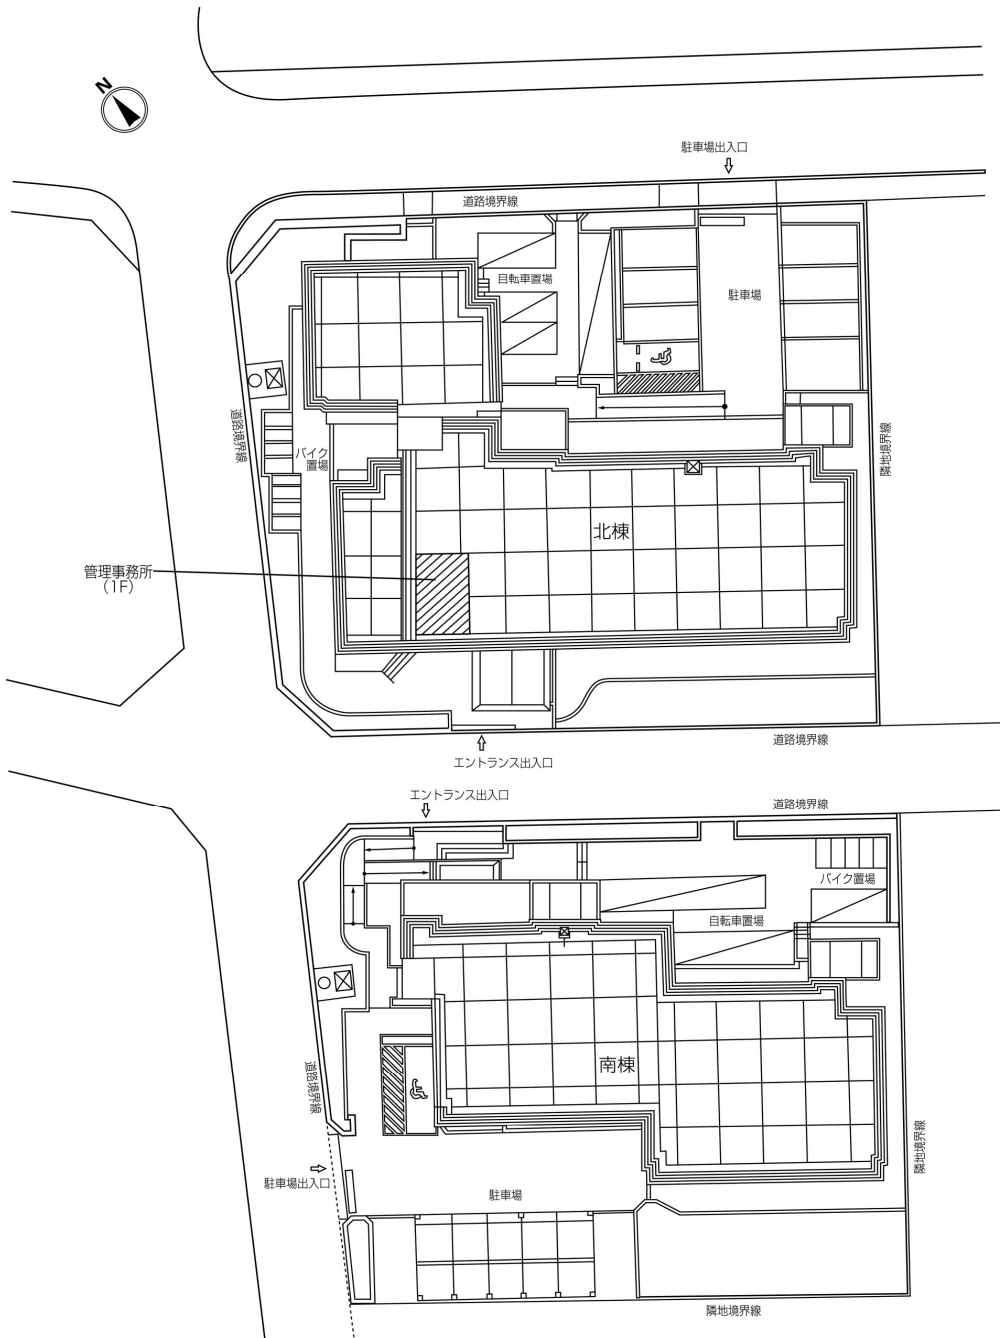 N
駐車場出入口
道路境界線
自転車置場
駐車場
道路境界線
バイク
置場
隣地境界線
北棟
管理事務所
(1F)
道路境界線
エントランス出入口
エントランス出入口
道路境界線
バイク置場
自転車置場
南棟
道路境界線
隣地境界線
駐車場出入口
駐車場
隣地境界線